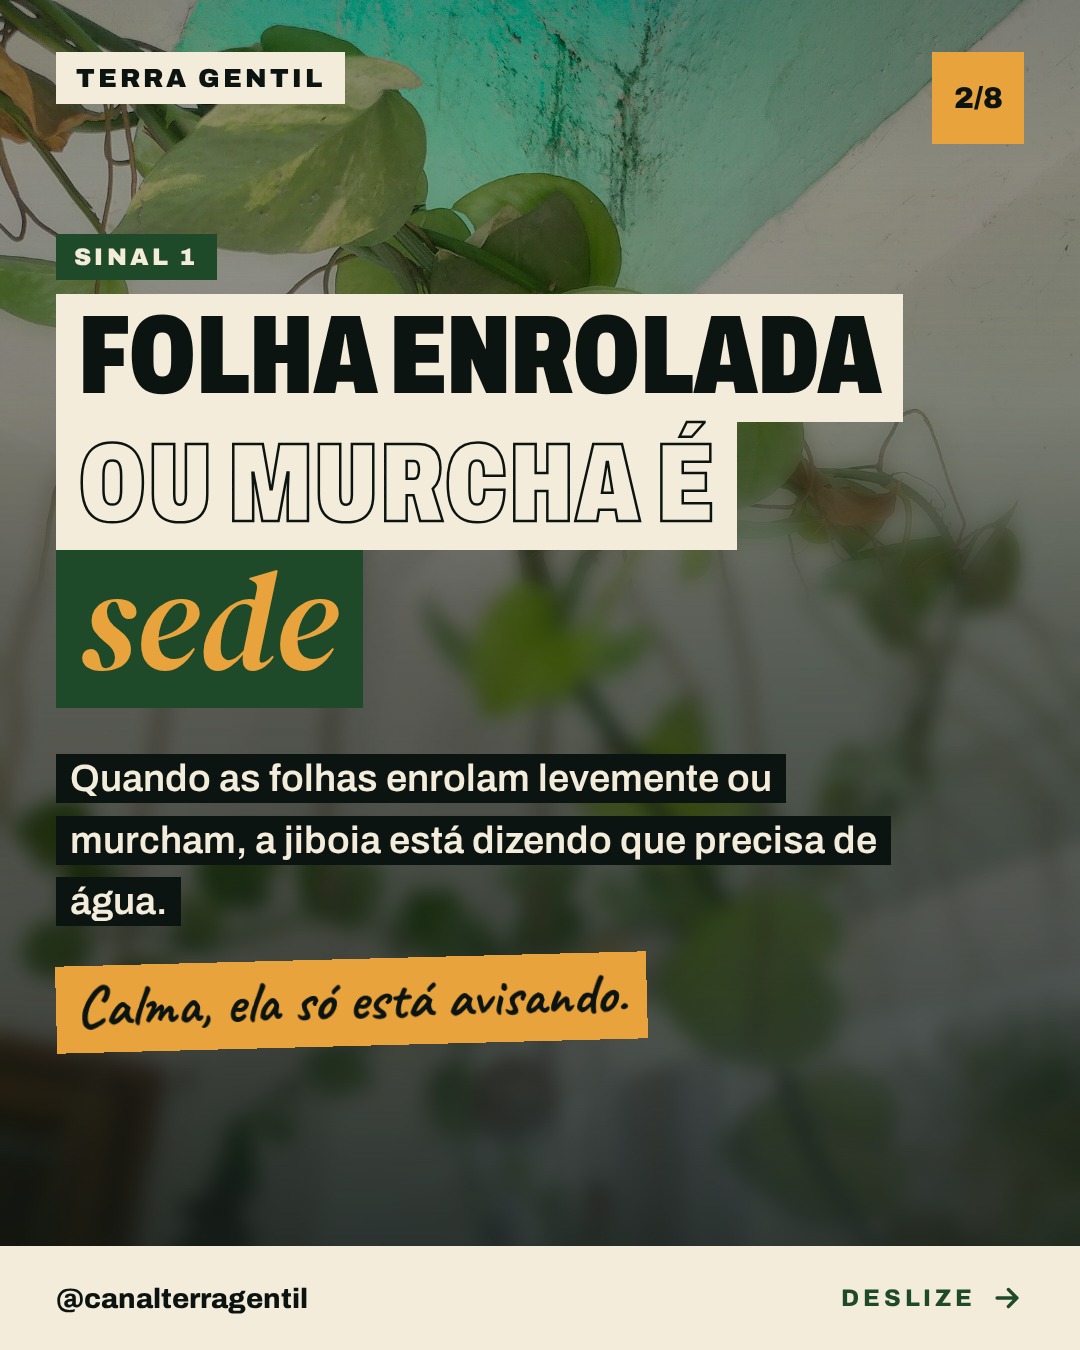 TERRA GENTIL
2/8
SINAL 1
FOLHA ENROLADA
OU MURCHA É
sede
Quando as folhas enrolam levemente ou
murcham, a jiboia está dizendo que precisa de
água.
Calma, ela só está avisando.
@canalterragentil
DESLIZE →